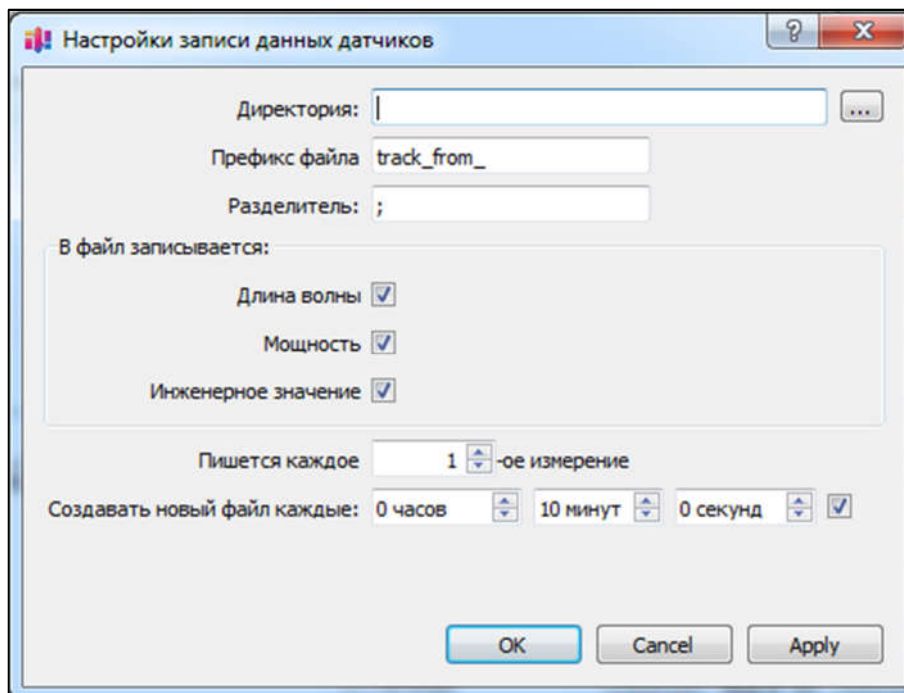 Настройки записи данных датчиков
Директория: ...
Префикс файла track_from_
Разделитель: ;
В файл записывается:
Длина волны
Мощность
Инженерное значение
Пишется каждое 1 -ое измерение
Создавать новый файл каждые: 0 часов 10 минут 0 секунд
OK Cancel Apply